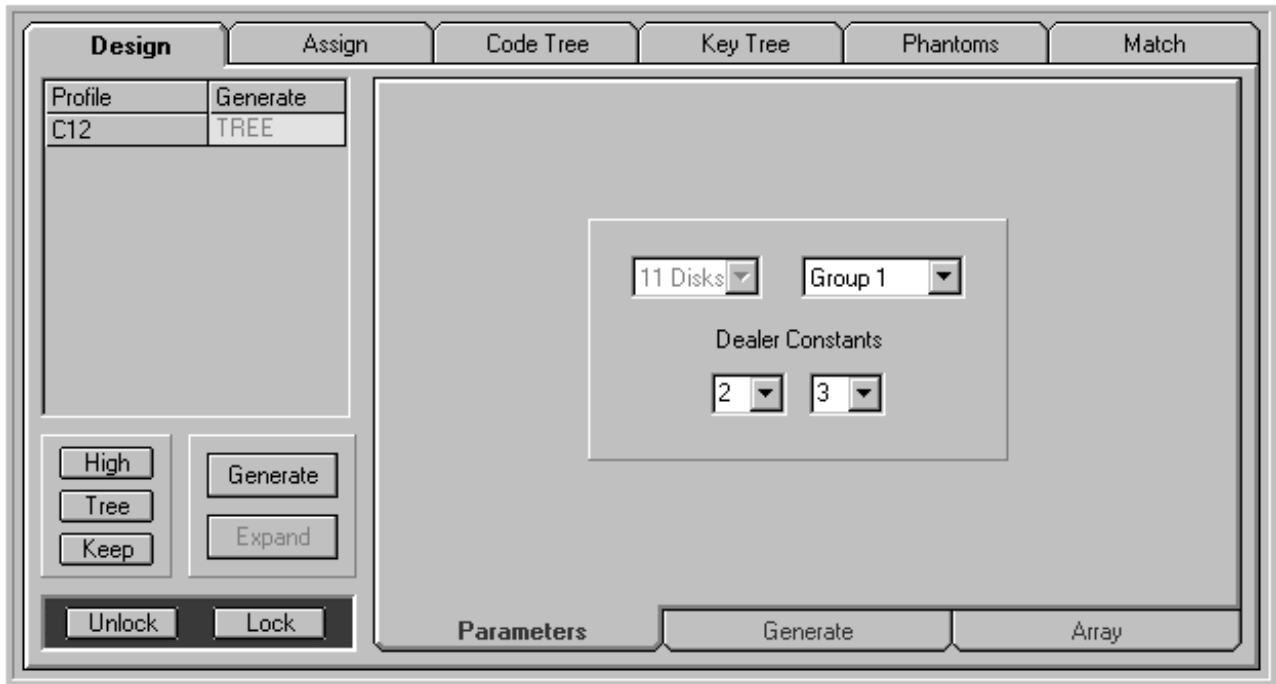 Design Assign Code Tree Key Tree Phantoms Match
Profile Generate
C12 TREE
11 Disks Group 1
Dealer Constants
2 3
High
Tree
Keep
Generate
Expand
Unlock Lock
Parameters Generate Array